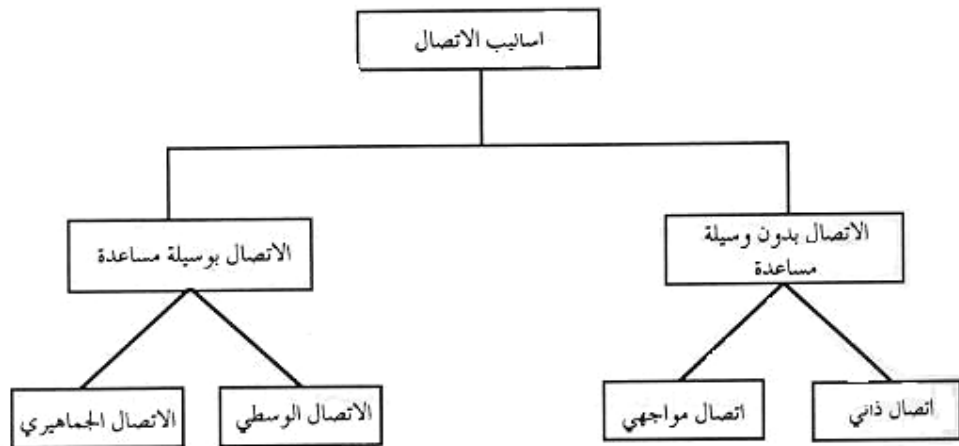 اساليب الاتصال
الاتصال بدون وسيلة
مساعدة
الاتصال بوسيلة مساعدة
اتصال ذاتي
اتصال مواجهي
الاتصال الوسطي
الاتصال الجماهيري